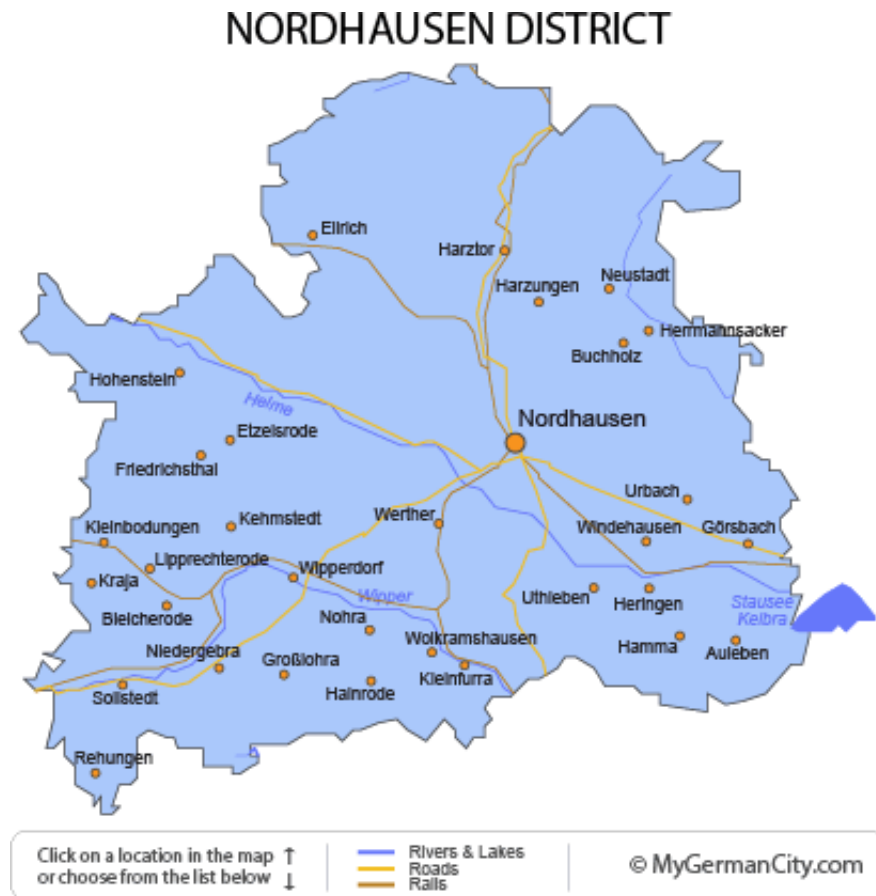 NORDHAUSEN DISTRICT
Ellrich
Harztor
Harzungen
Neustadt
Herrmannsacker
Buchholz
Hohenstein
Helme
Nordhausen
Etzelsrode
Friedrichsthal
Urbach
Kleinbodungen
Kehmstedt
Werther
Windehausen
Görsbach
Lipprechterode
Wipperdorf
Kraja
Wipper
Uthleben
Heringen
Stausee
Kelbra
Bleicherode
Nohra
Niedergebra
Wolkramshausen
Hamma
Auleben
Großlohra
Kleinfurra
Sollstedt
Hainrode
Rehungen
Click on a location in the map ↑
or choose from the list below ↓
Rivers & Lakes
Roads
Rails
© MyGermanCity.com